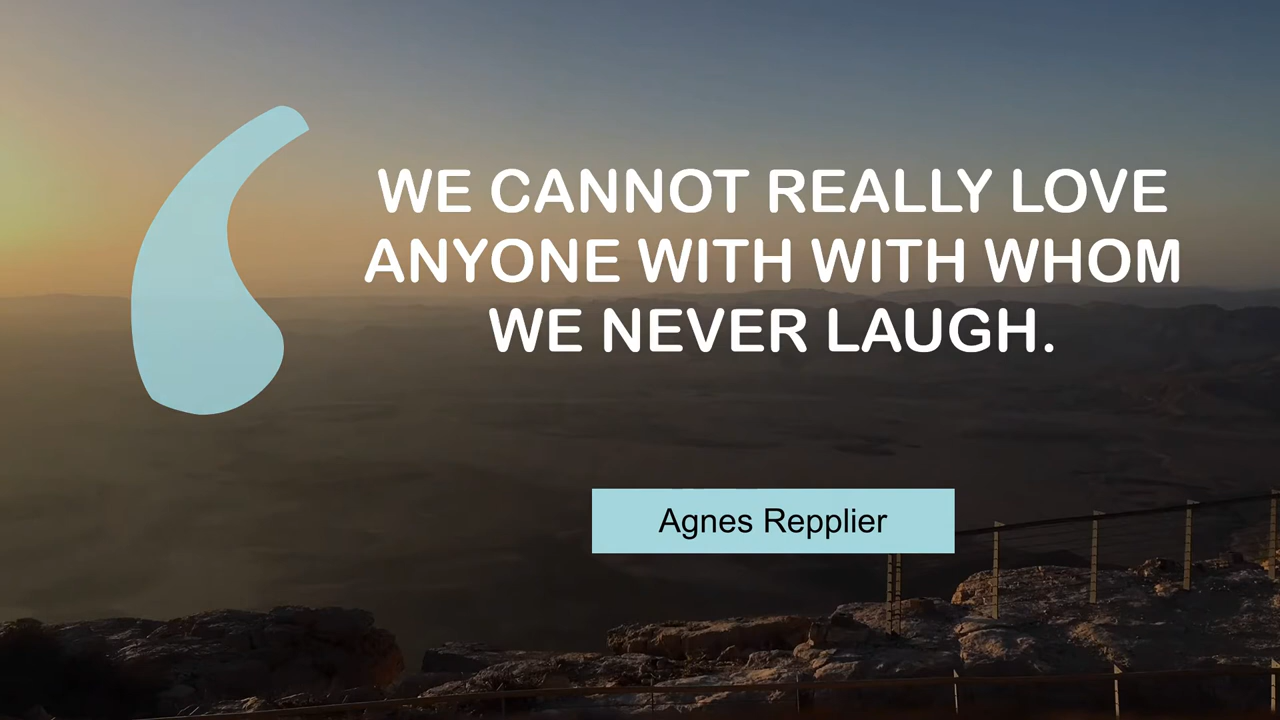 WE CANNOT REALLY LOVE
ANYONE WITH WITH WHOM
WE NEVER LAUGH.
Agnes Repplier